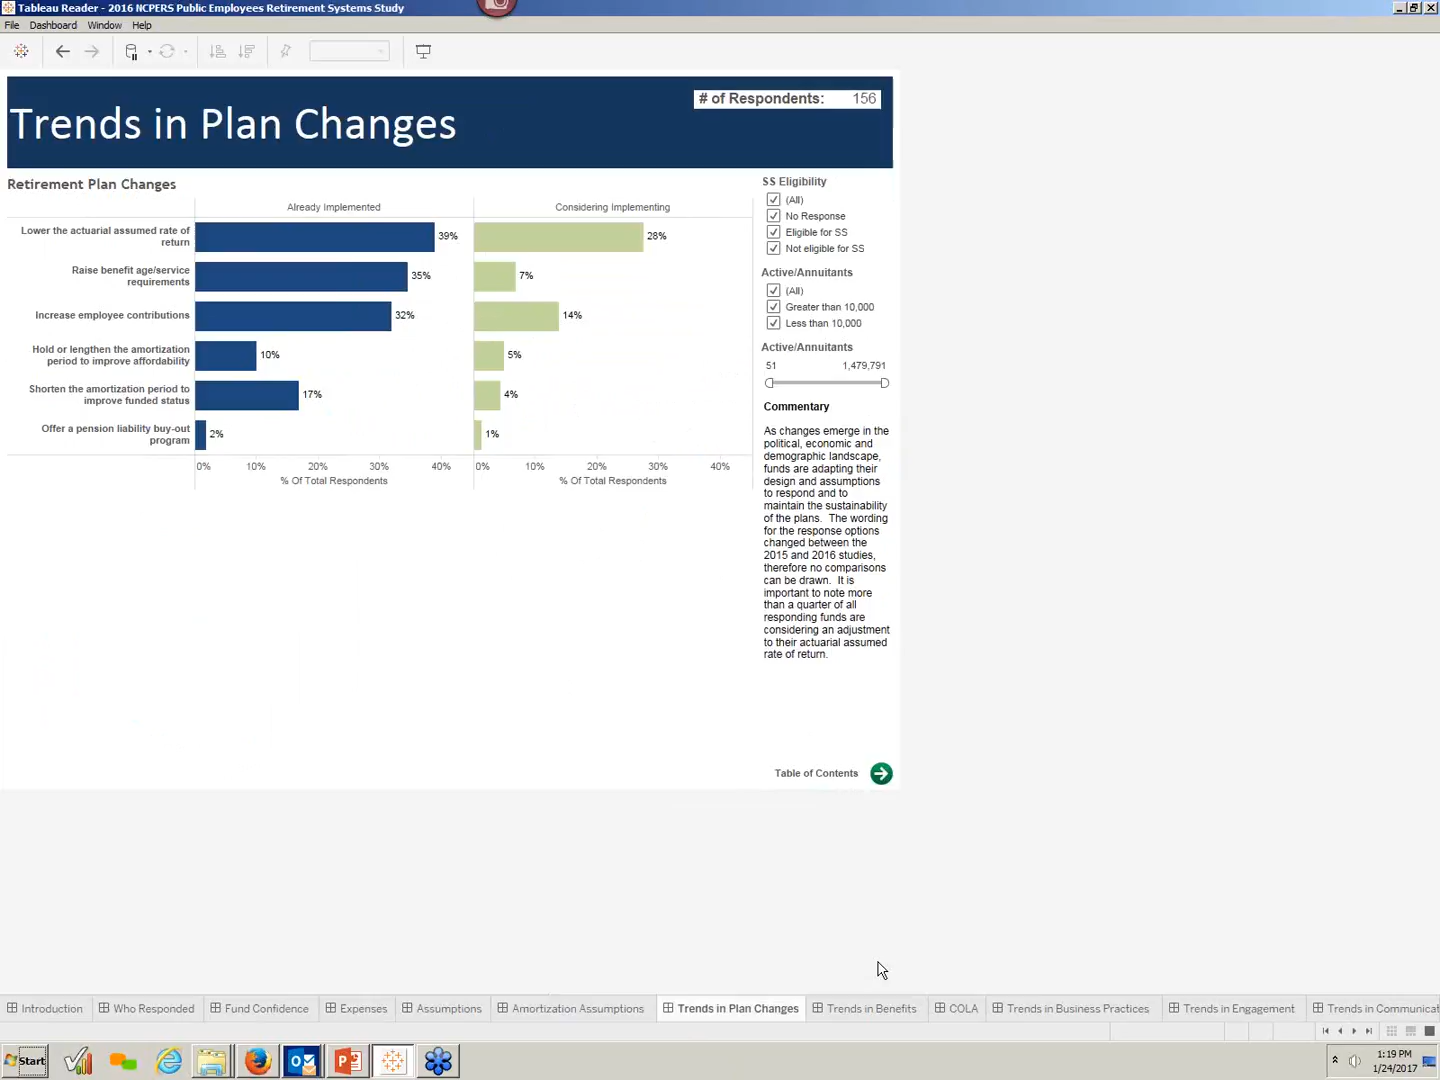 Tableau Reader - 2016 NCPERS Public Employees Retirement Systems Study
File Dashboard Window Help
Trends in Plan Changes
# of Respondents: 156
Retirement Plan Changes
Already Implemented
Considering Implementing
Lower the actuarial assumed rate of
return
39%
28%
Raise benefit age/service
requirements
35%
7%
Increase employee contributions
32%
14%
Hold or lengthen the amortization
period to improve affordability
10%
5%
Shorten the amortization period to
improve funded status
17%
4%
Offer a pension liability buy-out
program
2%
1%
0% 10% 20% 30% 40%
0% 10% 20% 30% 40%
% Of Total Respondents
% Of Total Respondents
SS Eligibility
(All)
No Response
Eligible for SS
Not eligible for SS
Active/Annuitants
(All)
Greater than 10,000
Less than 10,000
Active/Annuitants
51 1,479,791
Commentary
As changes emerge in the
political, economic and
demographic landscape,
funds are adapting their
design and assumptions
to respond and to
maintain the sustainability
of the plans. The wording
for the response options
changed between the
2015 and 2016 studies,
therefore no comparisons
can be drawn. It is
important to note more
than a quarter of all
responding funds are
considering an adjustment
to their actuarial assumed
rate of return.
Table of Contents
Introduction Who Responded Fund Confidence Expenses Assumptions Amortization Assumptions Trends in Plan Changes Trends in Benefits COLA Trends in Business Practices Trends in Engagement Trends in Communicat
Start
1:19 PM
1/24/2017